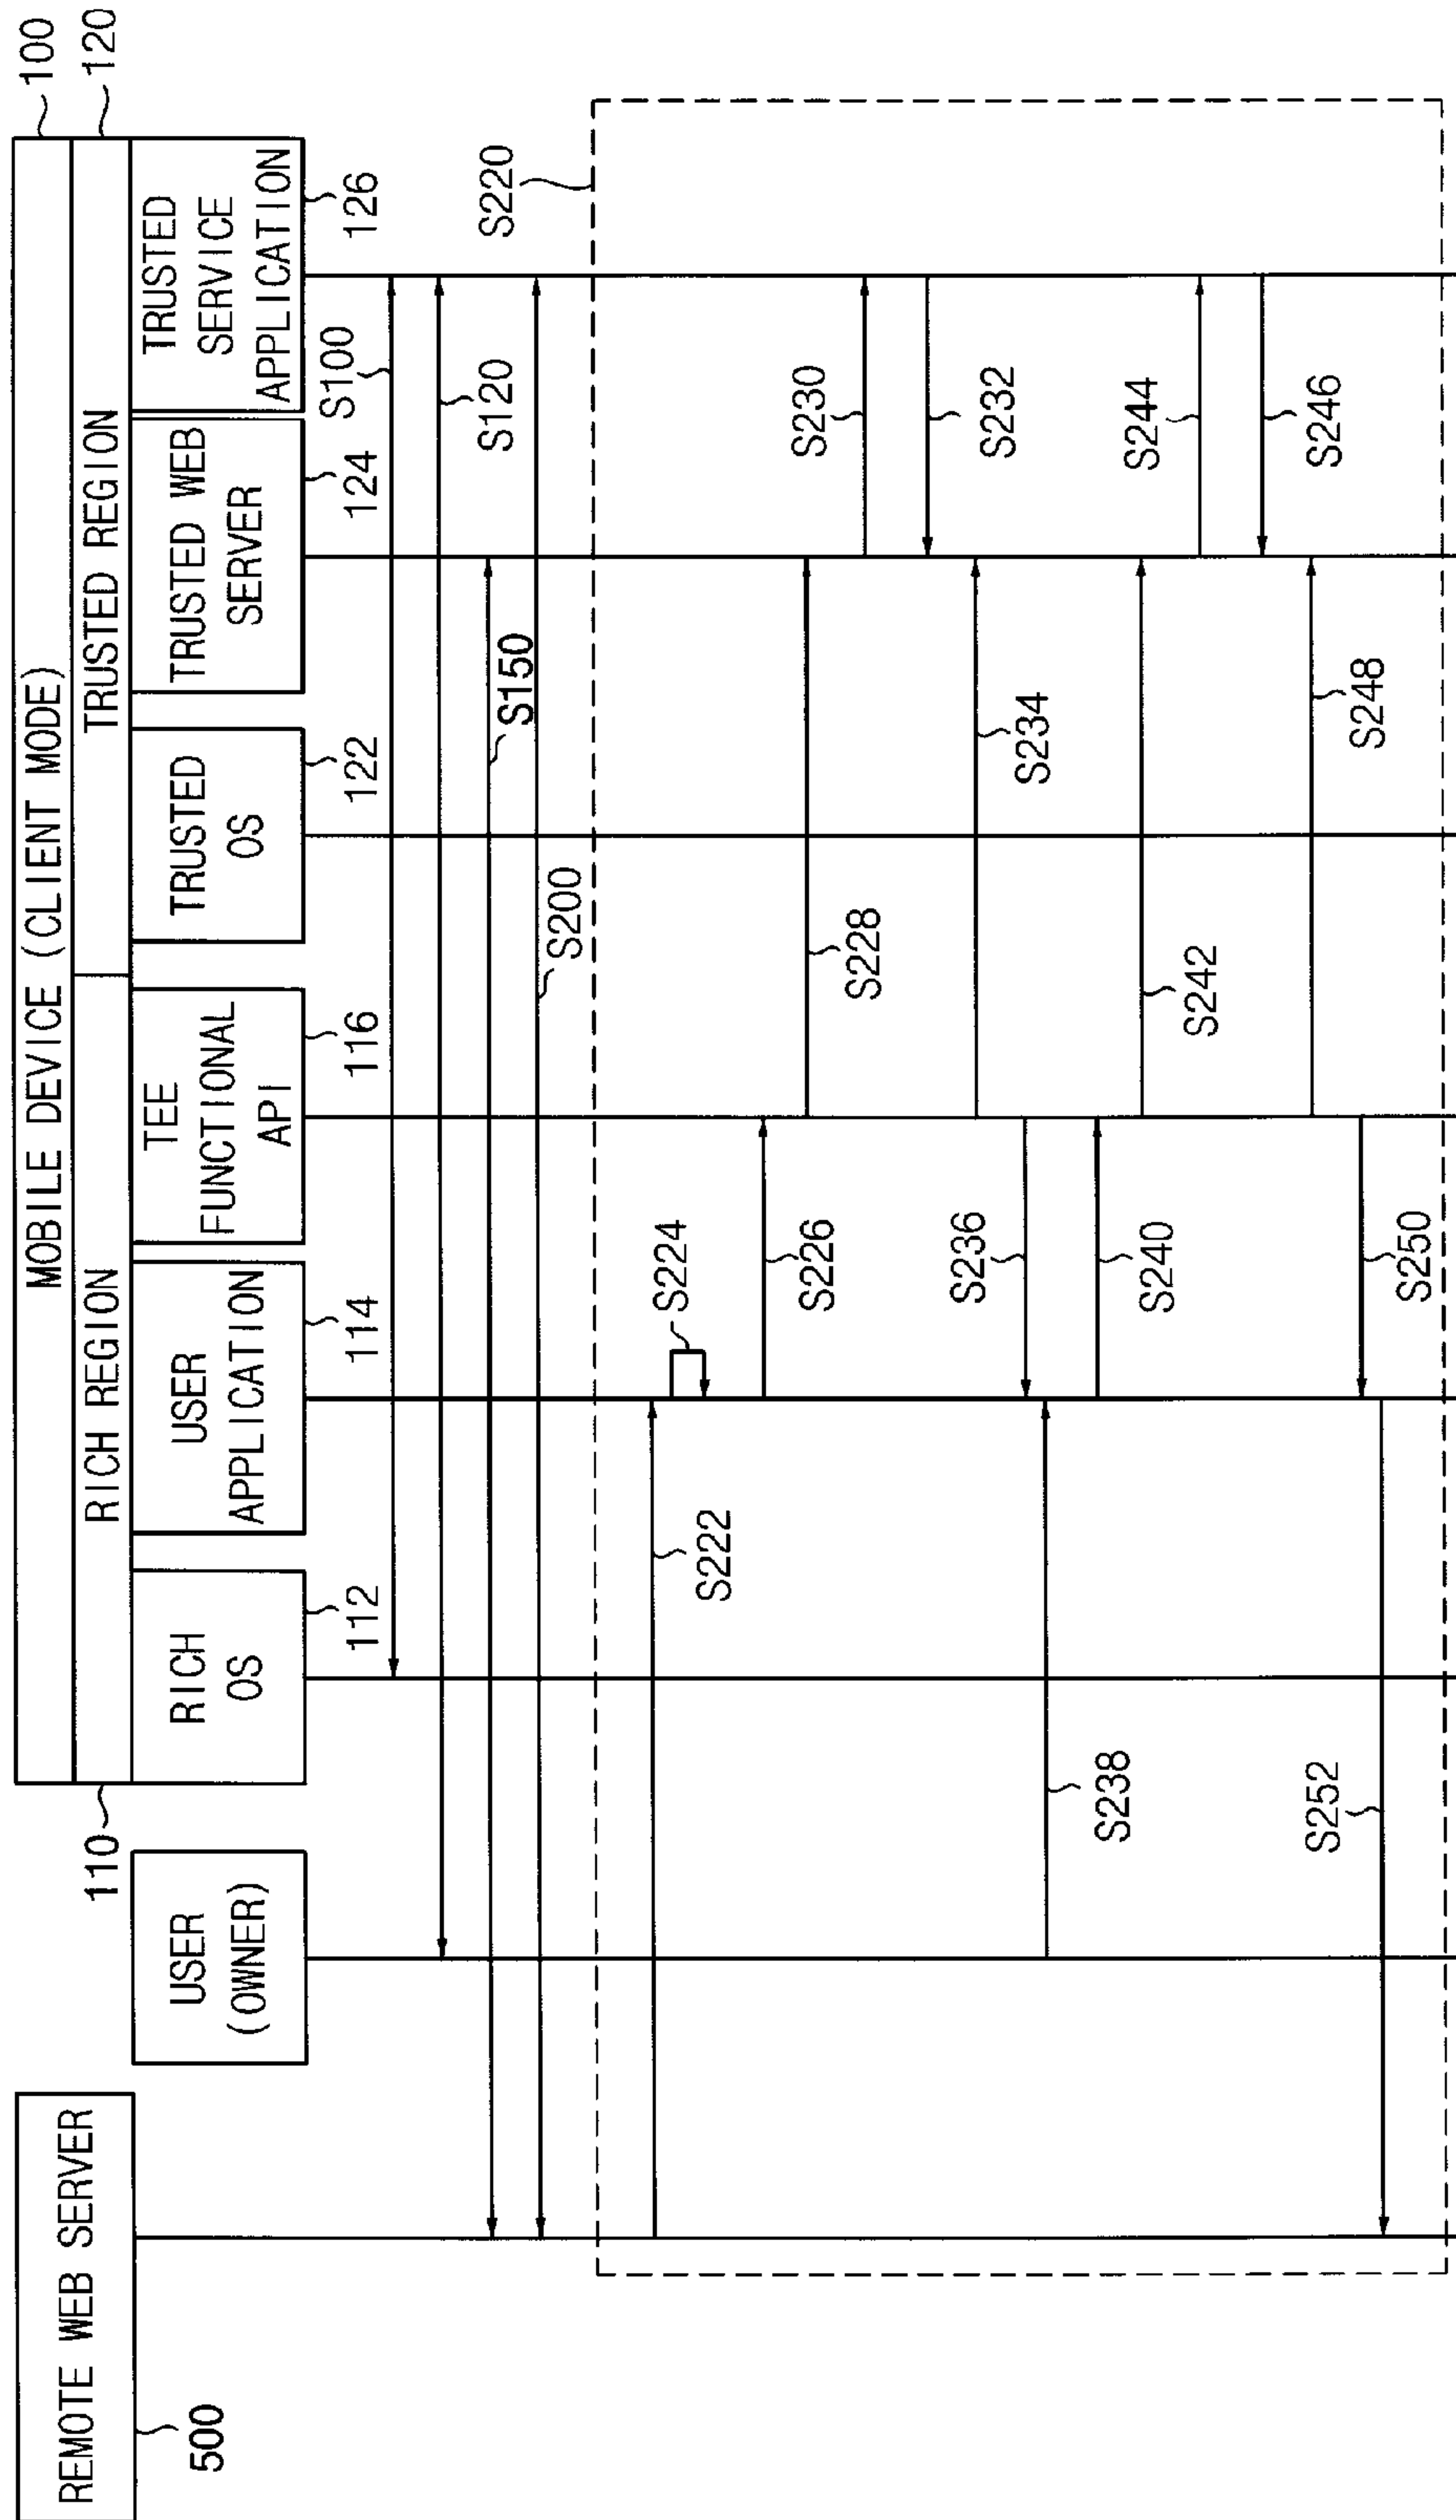 REMOTE WEB SERVER
500
USER
(OWNER)
110
MOBILE DEVICE (CLIENT MODE)
100
RICH REGION
TRUSTED REGION
120
RICH
OS
112
USER
APPLICATION
114
TEE
FUNCTIONAL
API
116
TRUSTED
OS
122
TRUSTED WEB
SERVER
124
TRUSTED
SERVICE
APPLICATION
126
S100
S120
S150
S200
S220
S222
S224
S226
S228
S230
S232
S234
S236
S238
S240
S242
S244
S246
S248
S250
S252